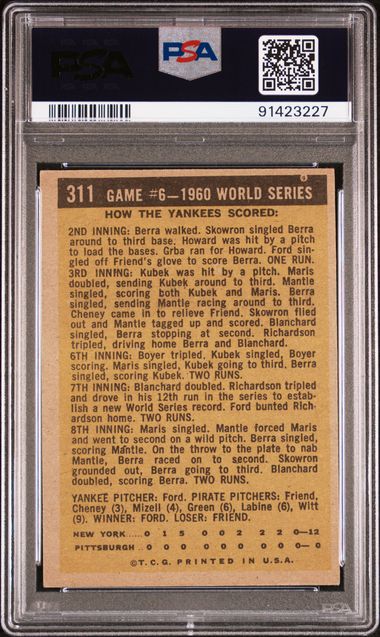 PSA
PSA
91423227
311 GAME #6—1960 WORLD SERIES
HOW THE YANKEES SCORED:
2ND INNING: Berra walked. Skowron singled Berra
around to third base. Howard was hit by a pitch
to load the bases. Grba ran for Howard. Ford sin-
gled off Friend's glove to score Berra. ONE RUN.
3RD INNING: Kubek was hit by a pitch. Maris
doubled, sending Kubek around to third. Mantle
singled, scoring both Kubek and Maris. Berra
singled, sending Mantle racing around to third.
Cheney came in to relieve Friend. Skowron flied
out and Mantle tagged up and scored. Blanchard
singled, Berra stopping at second. Richardson
tripled, driving home Berra and Blanchard.
6TH INNING: Boyer tripled, Kubek singled, Boyer
scoring. Maris singled, Kubek going to third. Berra
singled, scoring Kubek. TWO RUNS.
7TH INNING: Blanchard doubled. Richardson tripled
and drove in his 12th run in the series to estab-
lish a new World Series record. Ford bunted Rich-
ardson home. TWO RUNS.
8TH INNING: Maris singled. Mantle forced Maris
and went to second on a wild pitch. Berra singled,
scoring Mantle. On the throw to the plate to nab
Mantle, Berra raced on to second. Skowron
grounded out, Berra going to third. Blanchard
doubled, scoring Berra. TWO RUNS.
YANKEE PITCHER: Ford. PIRATE PITCHERS: Friend,
Cheney (3), Mizell (4), Green (6), Labine (6), Witt
(9). WINNER: FORD. LOSER: FRIEND.
NEW YORK ..... 0 1 5 0 0 2 2 2 0—12
PITTSBURGH .. 0 0 0 0 0 0 0 0 0— 0
© T.C.G. PRINTED IN U.S.A.